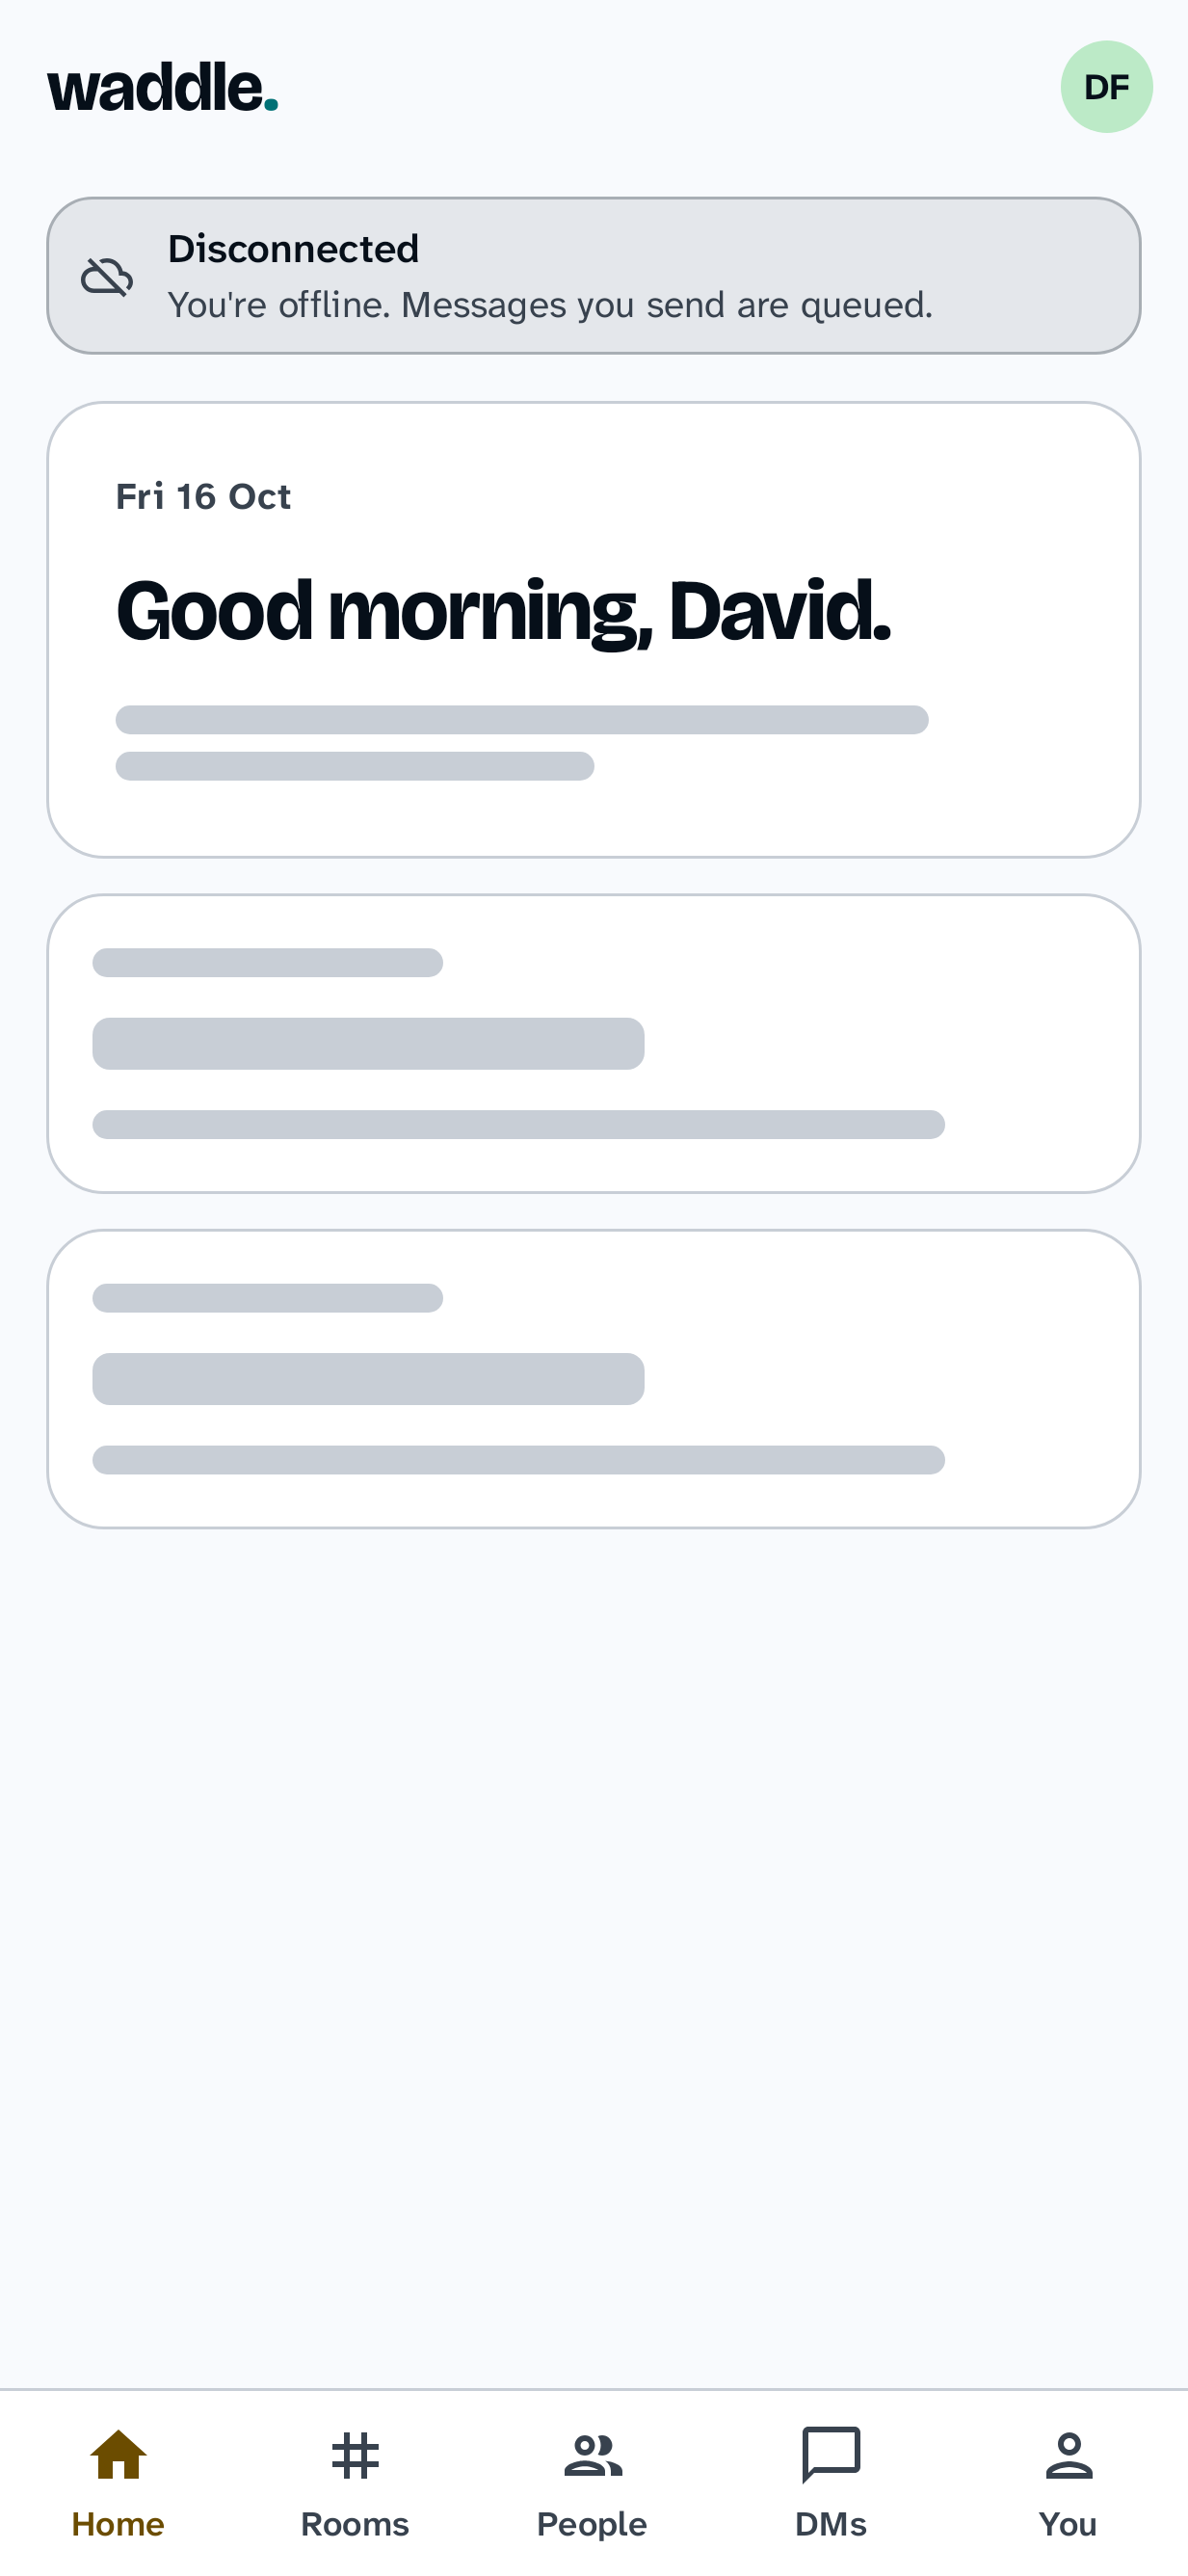 waddle.
DF
Disconnected
You're offline. Messages you send are queued.
Fri 16 Oct
Good morning, David.
Home
Rooms
People
DMs
You